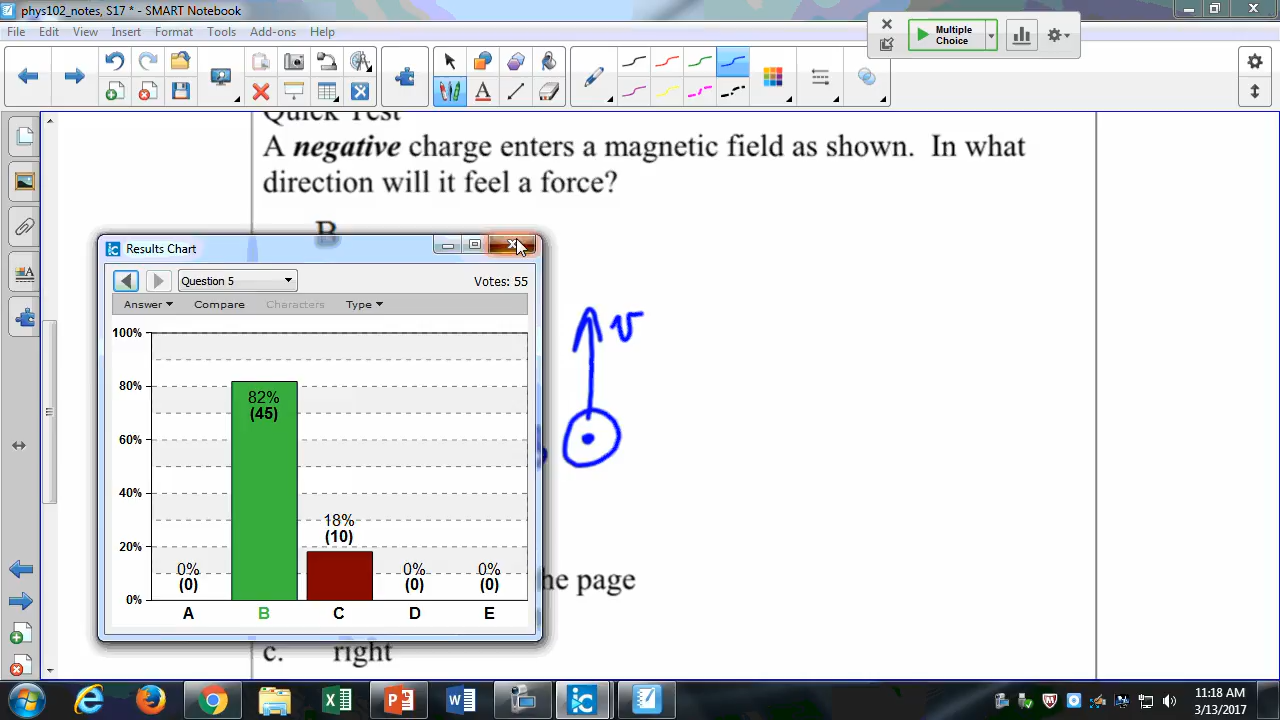 phys102_notes, S17 * - SMART Notebook
File Edit View Insert Format Tools Add-ons Help
Multiple
Choice
Quick Test
A negative charge enters a magnetic field as shown. In what
direction will it feel a force?
B
Results Chart
Question 5
Votes: 55
Answer Compare Characters Type
100%
80%
60%
40%
20%
0%
0%
(0)
82%
(45)
18%
(10)
0%
(0)
0%
(0)
A B C D E
v
he page
c. right
11:18 AM
3/13/2017